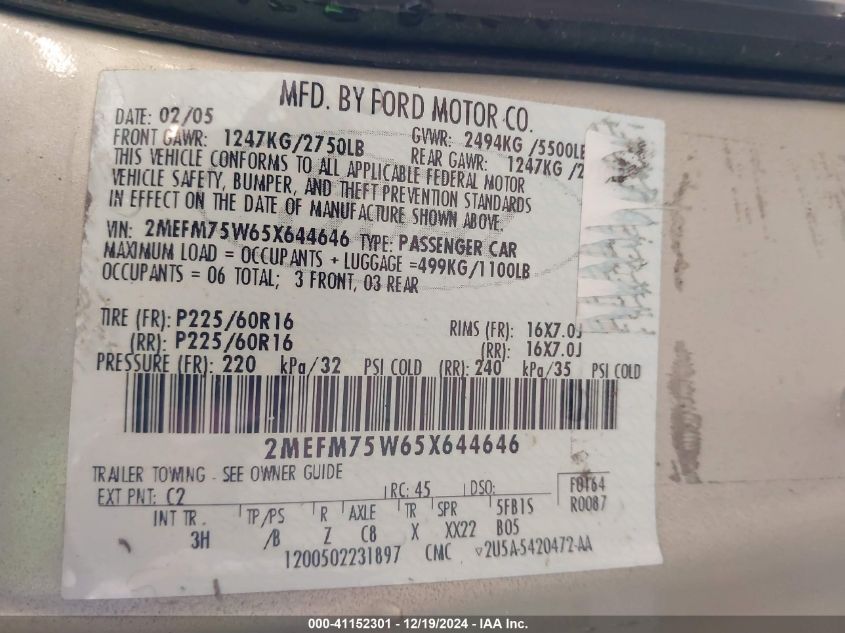 MFD. BY FORD MOTOR CO.
DATE: 02/05 GVWR: 2494KG /5500LB
FRONT GAWR: 1247KG/2750LB REAR GAWR: 1247KG /2
THIS VEHICLE CONFORMS TO ALL APPLICABLE FEDERAL MOTOR
VEHICLE SAFETY, BUMPER, AND THEFT PREVENTION STANDARDS
IN EFFECT ON THE DATE OF MANUFACTURE SHOWN ABOVE.
VIN: 2MEFM75W65X644646 TYPE: PASSENGER CAR
MAXIMUM LOAD = OCCUPANTS + LUGGAGE =499KG/1100LB
OCCUPANTS = 06 TOTAL; 3 FRONT, 03 REAR
TIRE (FR): P225/60R16 RIMS (FR): 16X7.0J
(RR): P225/60R16 (RR): 16X7.0J
PRESSURE (FR): 220 kPa/32 PSI COLD (RR): 240 kPa/35 PSI COLD
2MEFM75W65X644646
TRAILER TOWING - SEE OWNER GUIDE
EXT PNT: C2 RC: 45 DSO: F0164
R0087
INT TR. TP/PS R AXLE TR SPR 5FB1S
3H /B Z C8 X XX22 B05
1200502231897 CMC 2U5A-5420472-AA
000-41152301 - 12/19/2024 - IAA Inc.